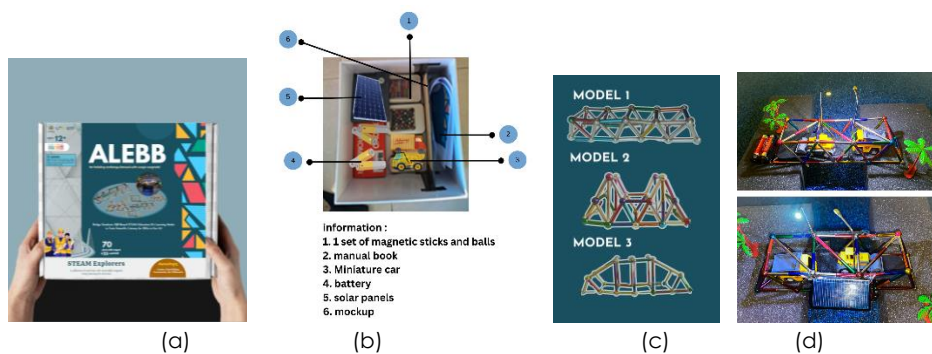 12+
ALEBB
70
STEAM Explorers
1
6
5
4
2
3
Information :
1. 1 set of magnetic sticks and balls
2. manual book
3. Miniature car
4. battery
5. solar panels
6. mockup
MODEL 1
MODEL 2
MODEL 3
(a)
(b)
(c)
(d)